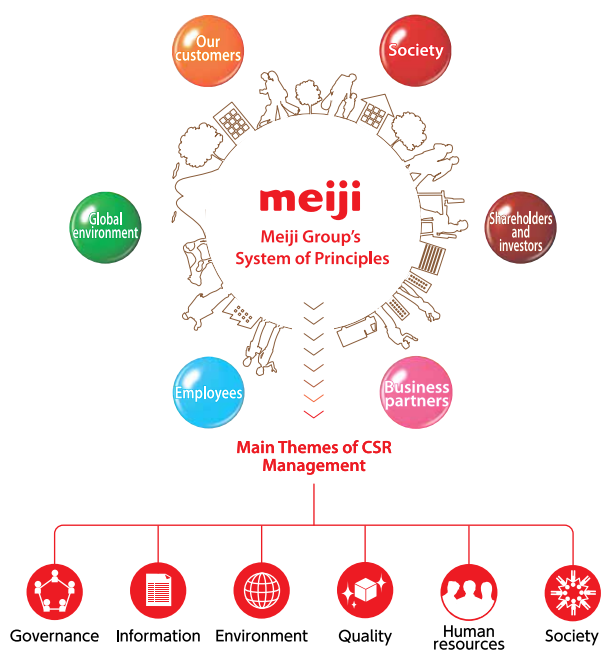 Our
customers
Society
Global
environment
meiji
Meiji Group's
System of Principles
Shareholders
and
investors
Employees
Business
partners
Main Themes of CSR
Management
Governance
Information
Environment
Quality
Human
resources
Society